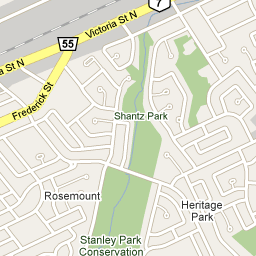 7
Victoria St N
55
a St N
Frederick St
Shantz Park
Rosemount
Heritage
Park
Stanley Park
Conservation